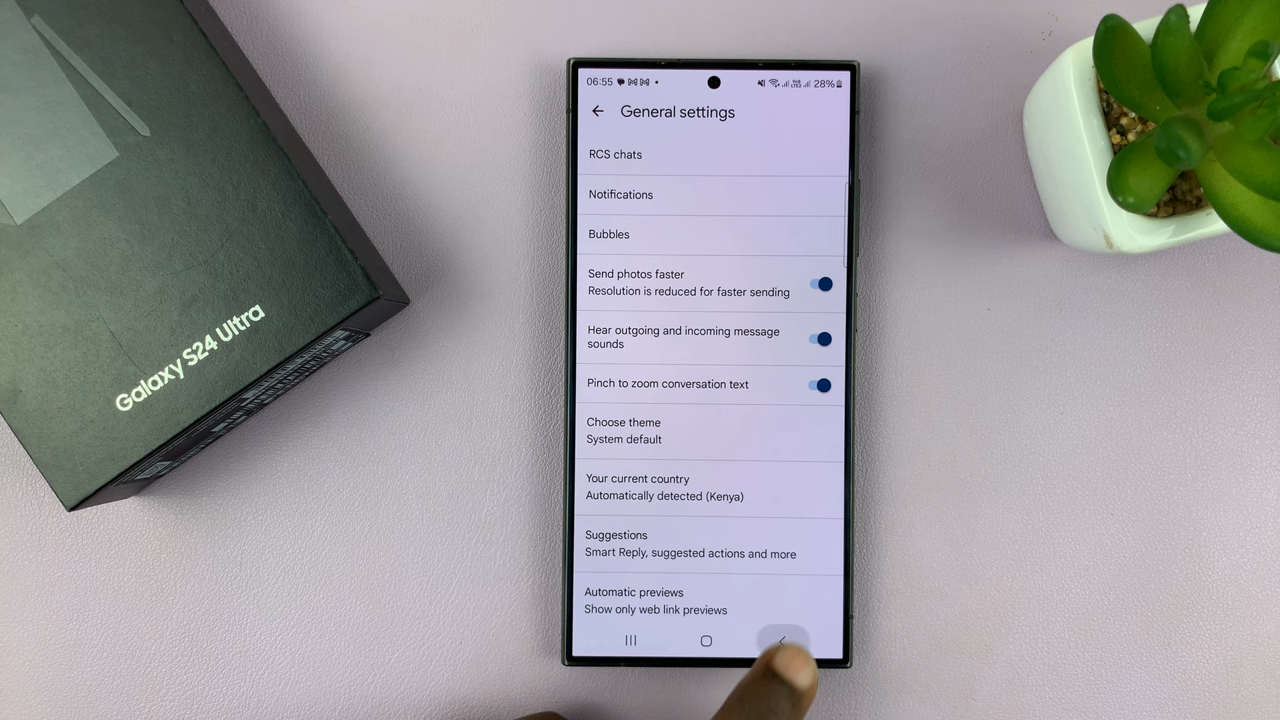 06:55
28%
General settings
RCS chats
Notifications
Bubbles
Send photos faster
Resolution is reduced for faster sending
Hear outgoing and incoming message
sounds
Pinch to zoom conversation text
Choose theme
System default
Your current country
Automatically detected (Kenya)
Suggestions
Smart Reply, suggested actions and more
Automatic previews
Show only web link previews
Galaxy S24 Ultra